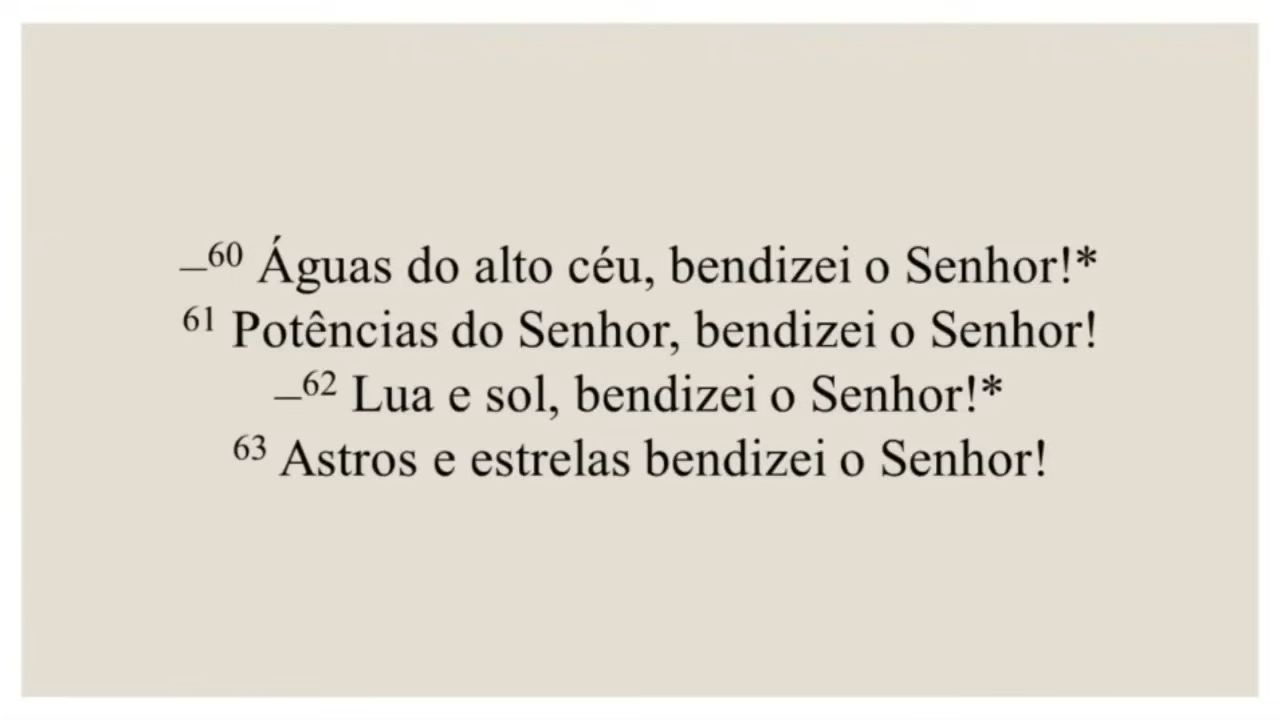 –60 Águas do alto céu, bendizei o Senhor!*
61 Potências do Senhor, bendizei o Senhor!
–62 Lua e sol, bendizei o Senhor!*
63 Astros e estrelas bendizei o Senhor!